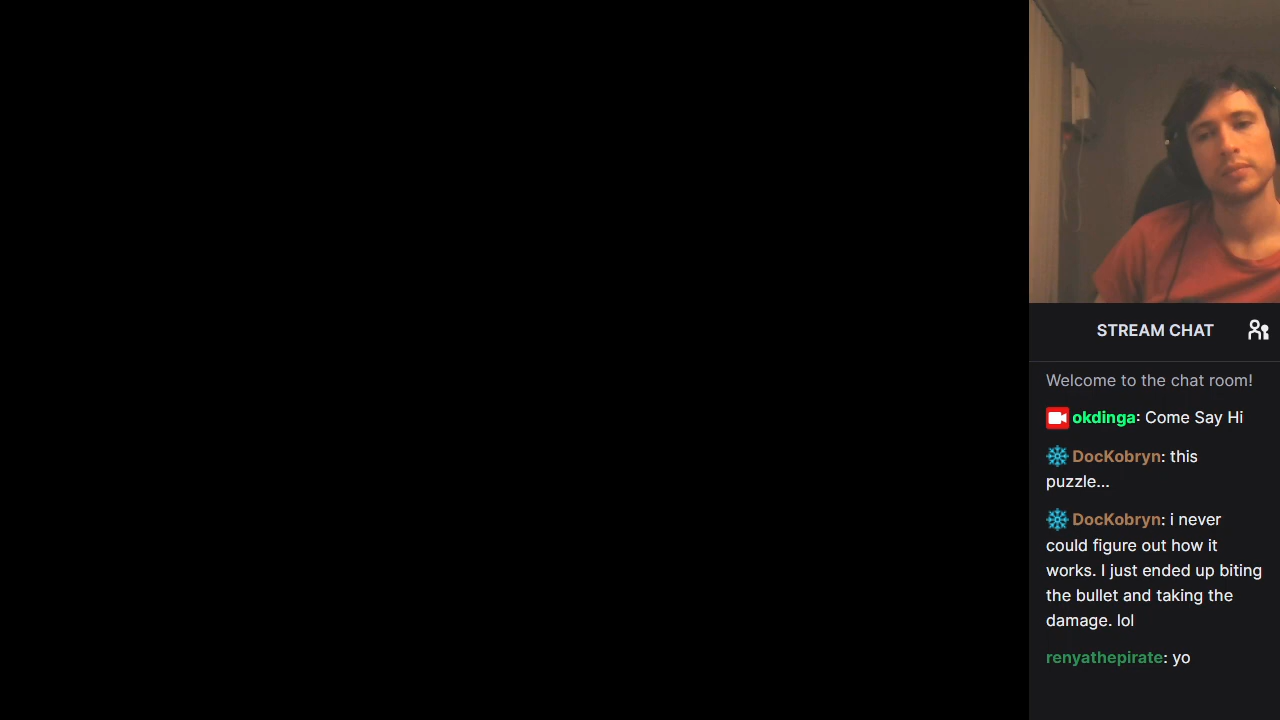 STREAM CHAT
Welcome to the chat room!
okdinga: Come Say Hi
DocKobryn: this
puzzle...
DocKobryn: i never
could figure out how it
works. I just ended up biting
the bullet and taking the
damage. lol
renyathepirate: yo